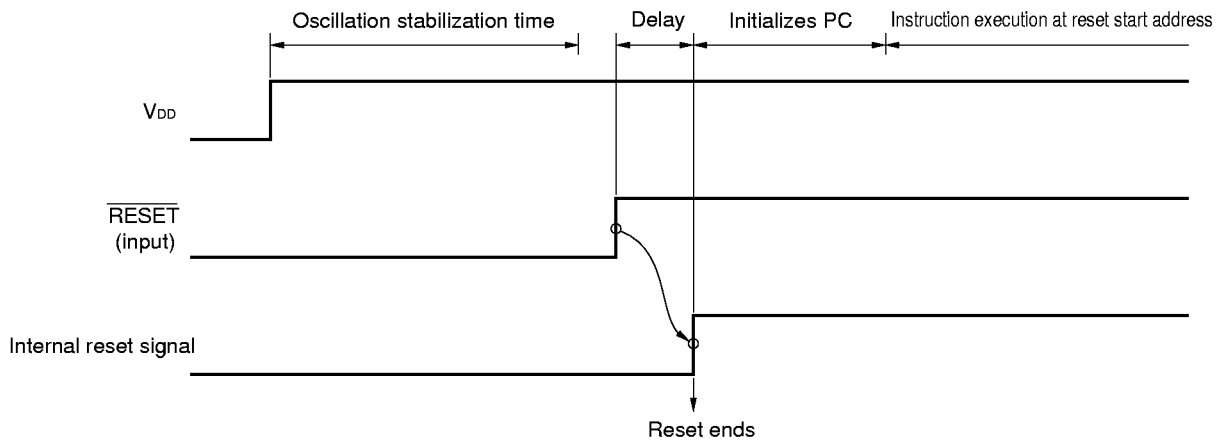 Oscillation stabilization time
Delay
Initializes PC
Instruction execution at reset start address
VDD
RESET
(input)
Internal reset signal
Reset ends